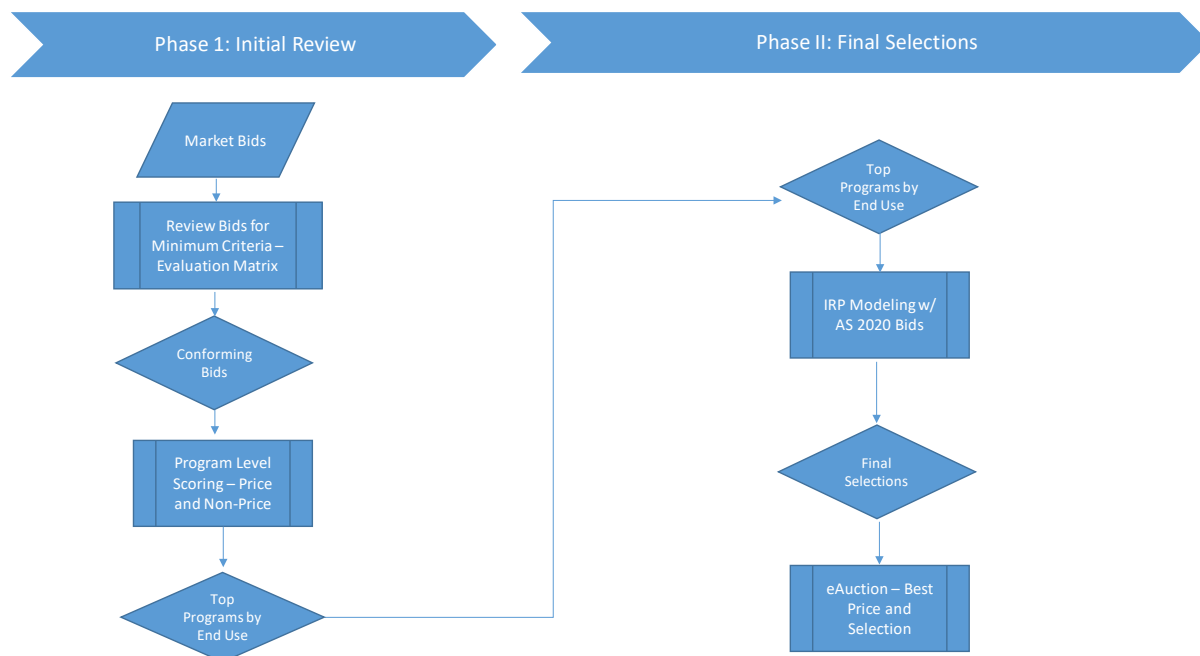 Phase 1: Initial Review
Phase II: Final Selections
Market Bids
Review Bids for
Minimum Criteria –
Evaluation Matrix
Conforming
Bids
Program Level
Scoring – Price
and Non-Price
Top
Programs by
End Use
Top
Programs by
End Use
IRP Modeling w/
AS 2020 Bids
Final
Selections
eAuction – Best
Price and
Selection